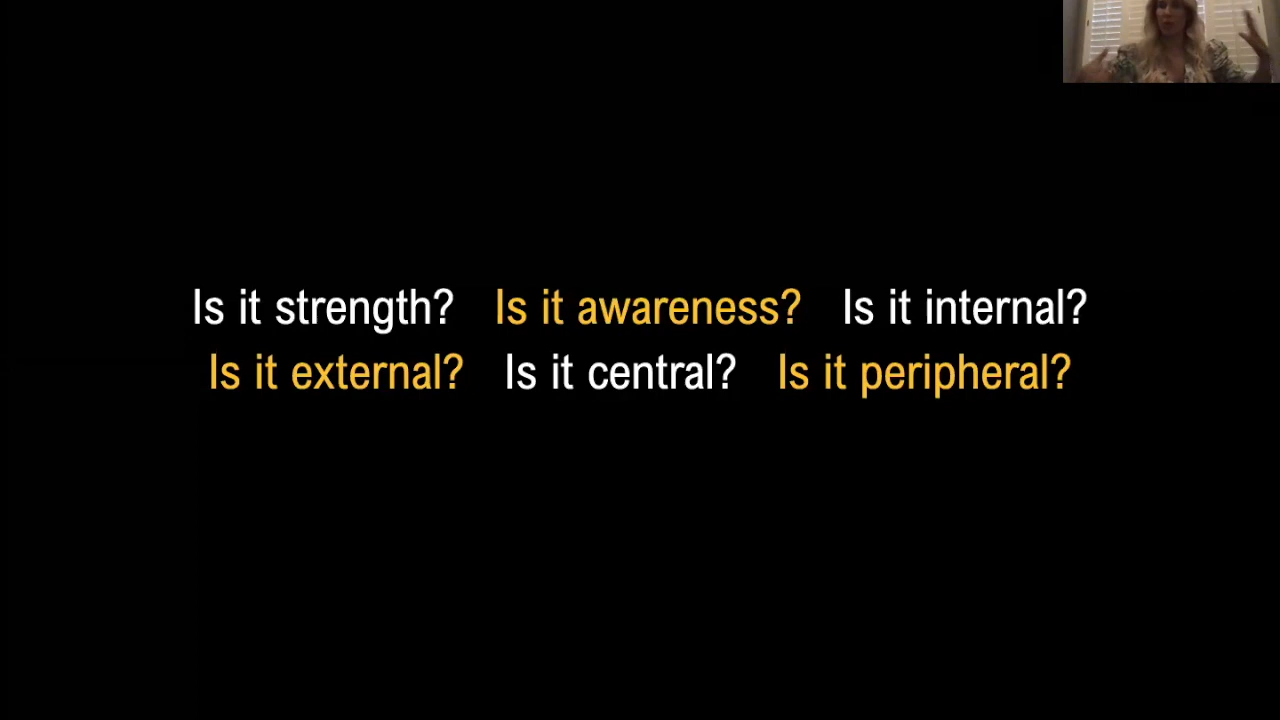 Is it strength? Is it awareness? Is it internal?
Is it external? Is it central? Is it peripheral?